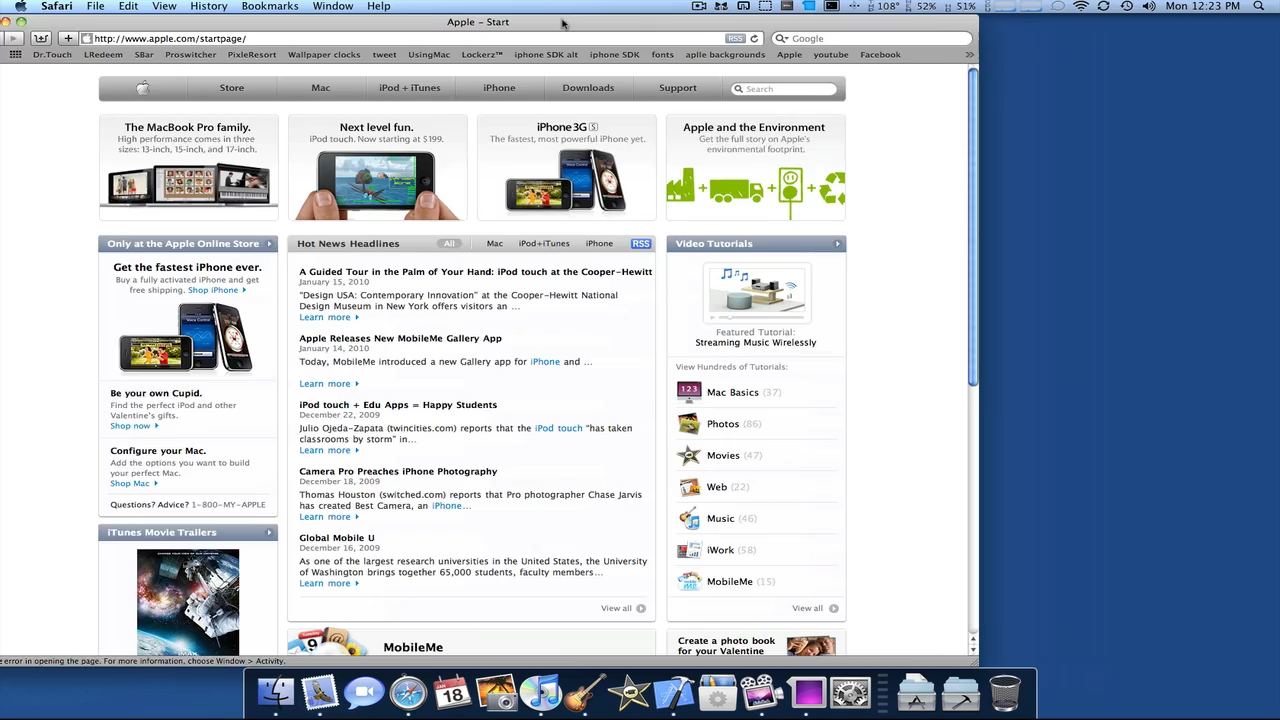 Safari File Edit View History Bookmarks Window Help 108° 52% 51% Mon 12:23 PM
Apple – Start
http://www.apple.com/startpage/ RSS Google
Dr.Touch LRedeem SBar Proswitcher PixleResort Wallpaper clocks tweet UsingMac Lockerz™ iphone SDK alt iphone SDK fonts aplle backgrounds Apple youtube Facebook »
Store Mac iPod + iTunes iPhone Downloads Support Search
The MacBook Pro family.
High performance comes in three
sizes: 13-inch, 15-inch, and 17-inch.
Next level fun.
iPod touch. Now starting at $199.
iPhone 3G S
The fastest, most powerful iPhone yet.
Apple and the Environment
Get the full story on Apple's
environmental footprint.
Only at the Apple Online Store
Get the fastest iPhone ever.
Buy a fully activated iPhone and get
free shipping. Shop iPhone
Be your own Cupid.
Find the perfect iPod and other
Valentine's gifts.
Shop now
Configure your Mac.
Add the options you want to build
your perfect Mac.
Shop Mac
Questions? Advice? 1-800-MY-APPLE
iTunes Movie Trailers
Hot News Headlines All Mac iPod+iTunes iPhone RSS
A Guided Tour in the Palm of Your Hand: iPod touch at the Cooper-Hewitt
January 15, 2010
"Design USA: Contemporary Innovation" at the Cooper-Hewitt National
Design Museum in New York offers visitors an ...
Learn more
Apple Releases New MobileMe Gallery App
January 14, 2010
Today, MobileMe introduced a new Gallery app for iPhone and ...
Learn more
iPod touch + Edu Apps = Happy Students
December 22, 2009
Julio Ojeda-Zapata (twincities.com) reports that the iPod touch "has taken
classrooms by storm" in...
Learn more
Camera Pro Preaches iPhone Photography
December 18, 2009
Thomas Houston (switched.com) reports that Pro photographer Chase Jarvis
has created Best Camera, an iPhone...
Learn more
Global Mobile U
December 16, 2009
As one of the largest research universities in the United States, the University
of Washington brings together 65,000 students, faculty members...
Learn more
View all
MobileMe
Video Tutorials
Featured Tutorial:
Streaming Music Wirelessly
View Hundreds of Tutorials:
123
Mac Basics (37)
Photos (86)
Movies (47)
Web (22)
Music (46)
iWork (58)
MobileMe (15)
View all
Create a photo book
for your Valentine
e error in opening the page. For more information, choose Window > Activity.
JAN
18